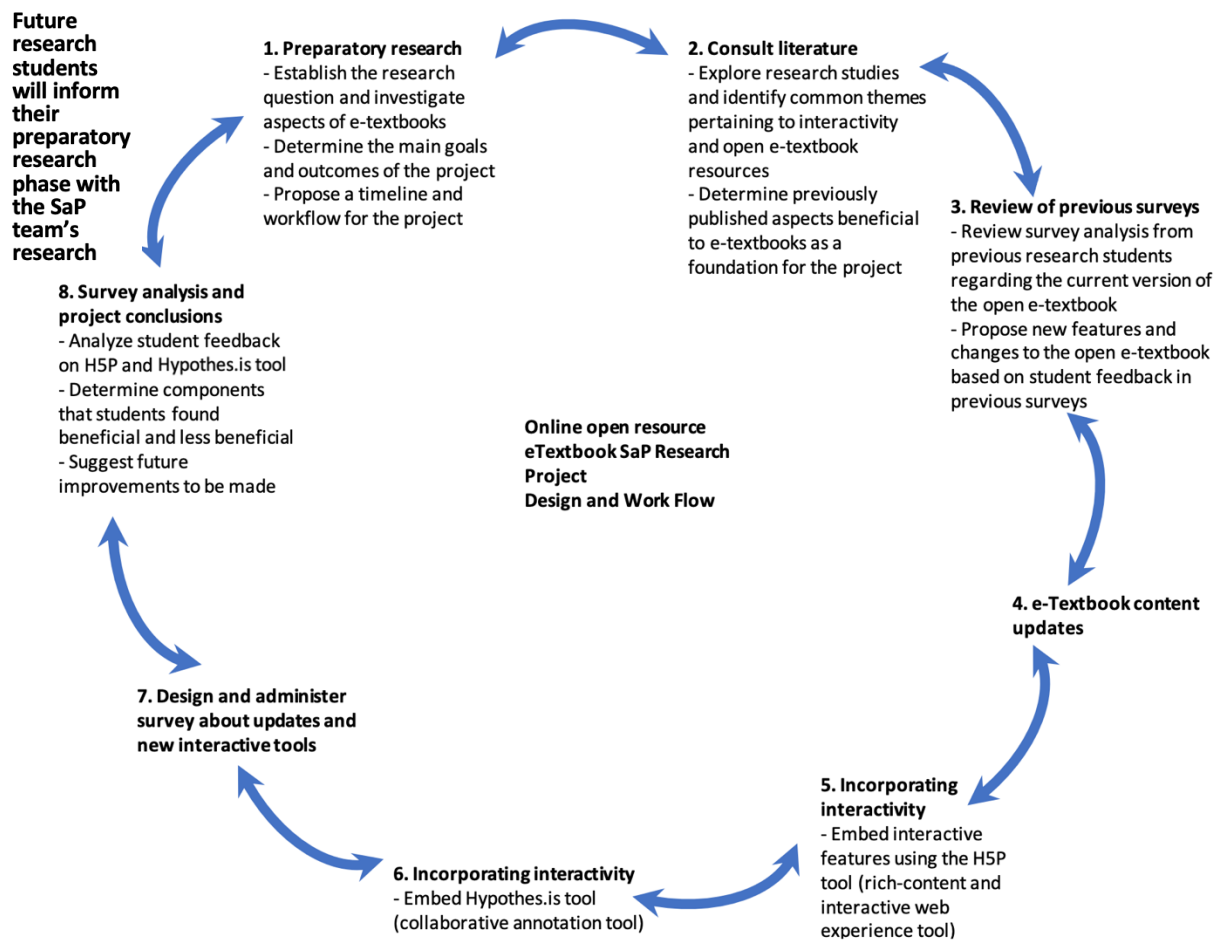 Future
research
students
will inform
their
preparatory
research
phase with
the SaP
team's
research
1. Preparatory research
- Establish the research
question and investigate
aspects of e-textbooks
- Determine the main goals
and outcomes of the project
- Propose a timeline and
workflow for the project
2. Consult literature
- Explore research studies
and identify common themes
pertaining to interactivity
and open e-textbook
resources
- Determine previously
published aspects beneficial
to e-textbooks as a
foundation for the project
3. Review of previous surveys
- Review survey analysis from
previous research students
regarding the current version of
the open e-textbook
- Propose new features and
changes to the open e-textbook
based on student feedback in
previous surveys
4. e-Textbook content
updates
5. Incorporating
interactivity
- Embed interactive
features using the H5P
tool (rich-content and
interactive web
experience tool)
6. Incorporating interactivity
- Embed Hypothes.is tool
(collaborative annotation tool)
7. Design and administer
survey about updates and
new interactive tools
8. Survey analysis and
project conclusions
- Analyze student feedback
on H5P and Hypothes.is tool
- Determine components
that students found
beneficial and less beneficial
- Suggest future
improvements to be made
Online open resource
eTextbook SaP Research
Project
Design and Work Flow